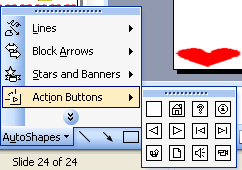 Lines
Block Arrows
Stars and Banners
Action Buttons
AutoShapes
Slide 24 of 24